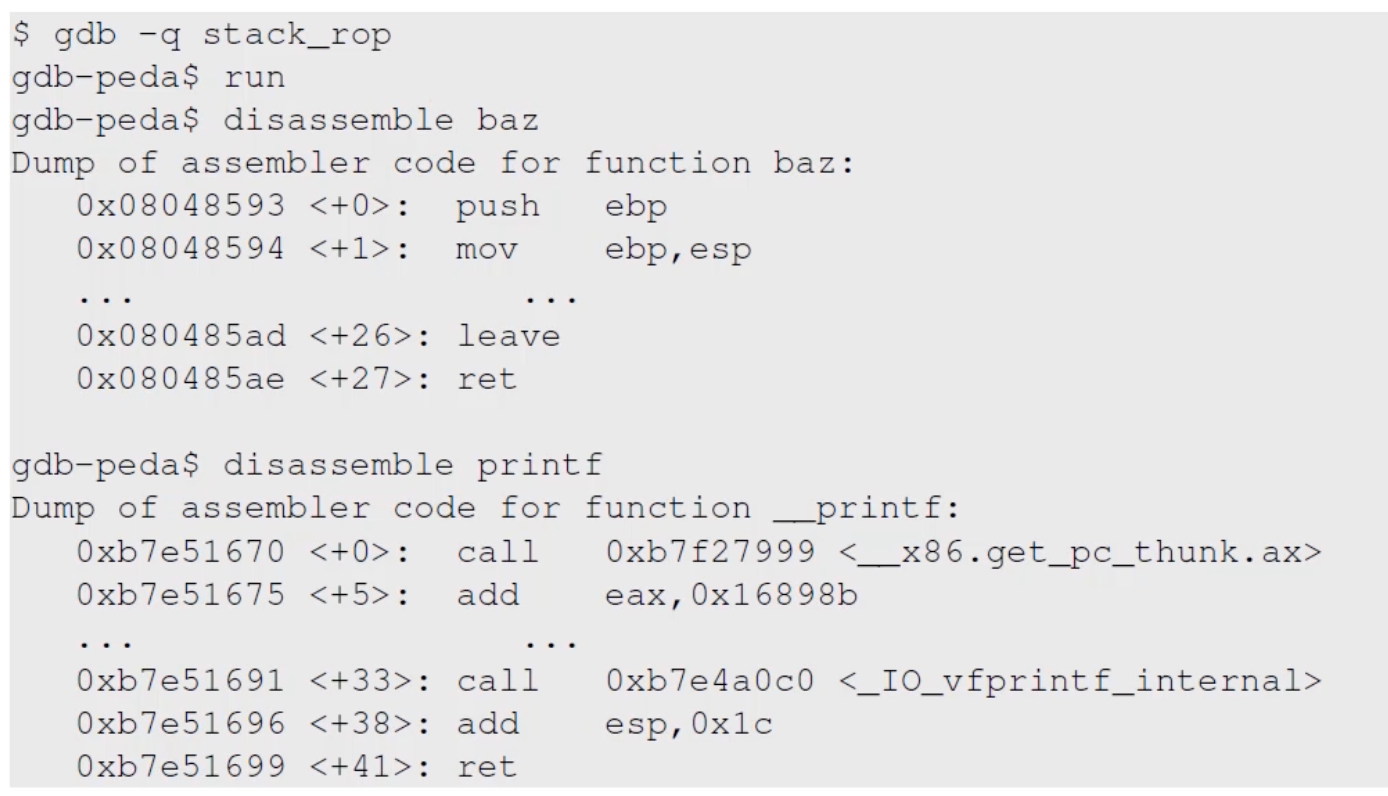 $ gdb -q stack_rop
gdb-peda$ run
gdb-peda$ disassemble baz
Dump of assembler code for function baz:
   0x08048593 <+0>:  push   ebp
   0x08048594 <+1>:  mov    ebp,esp
   ...                  ...
   0x080485ad <+26>: leave
   0x080485ae <+27>: ret

gdb-peda$ disassemble printf
Dump of assembler code for function __printf:
   0xb7e51670 <+0>:  call   0xb7f27999 <__x86.get_pc_thunk.ax>
   0xb7e51675 <+5>:  add    eax,0x16898b
   ...                  ...
   0xb7e51691 <+33>: call   0xb7e4a0c0 <_IO_vfprintf_internal>
   0xb7e51696 <+38>: add    esp,0x1c
   0xb7e51699 <+41>: ret